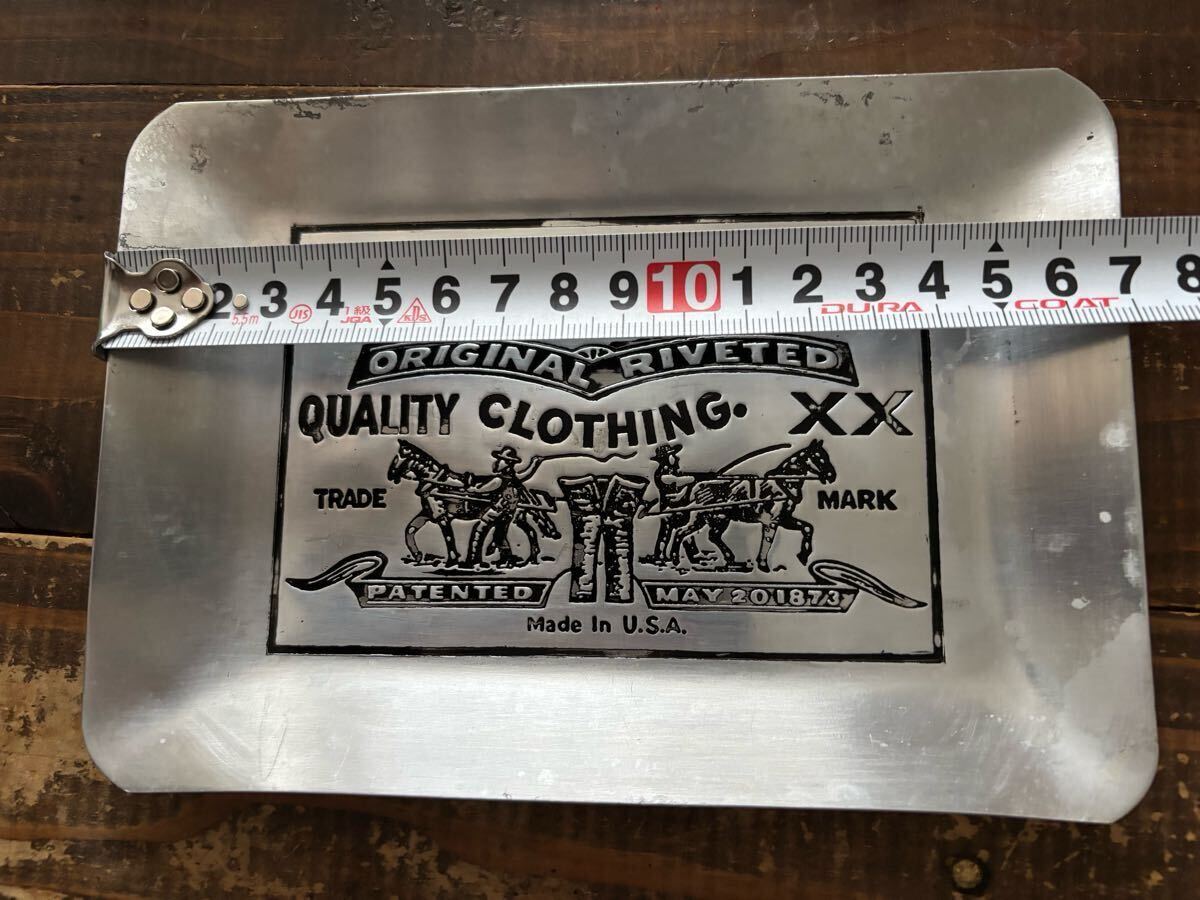 2 3 4 5 6 7 8 9 10 1 2 3 4 5 6 7 8
5.5m JIS 1級 JQA KDS DURA COAT
ORIGINAL RIVETED
QUALITY CLOTHING. XX
TRADE MARK
PATENTED MAY 20 1873
Made In U.S.A.